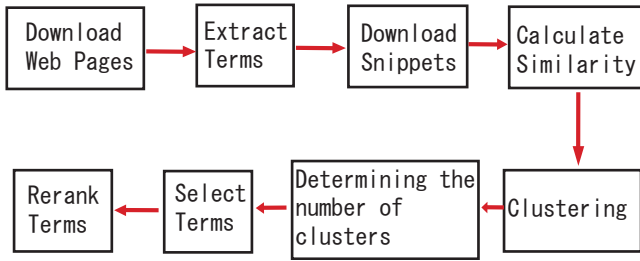 Download
Web Pages
Extract
Terms
Download
Snippets
Calculate
Similarity
Clustering
Determining the
number of
clusters
Select
Terms
Rerank
Terms